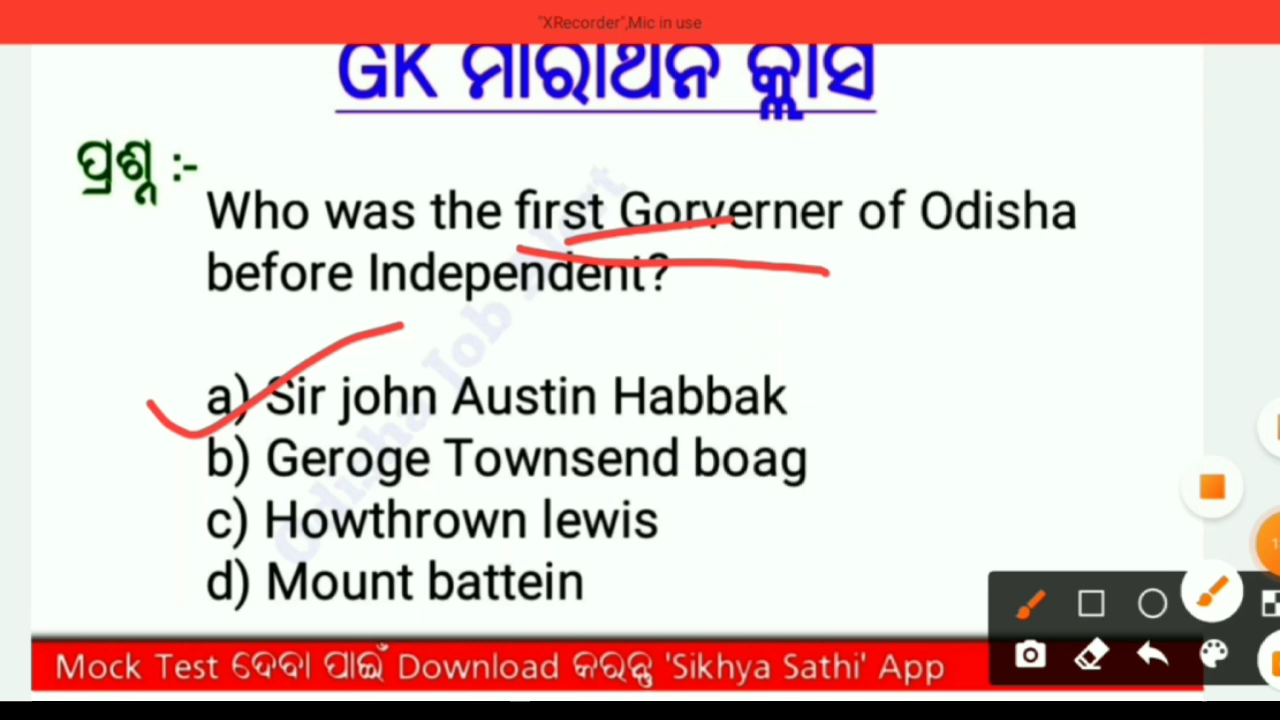 "XRecorder",Mic in use
GK ମାରାଥନ କ୍ଲାସ
ପ୍ରଶ୍ନ :-
Who was the first Gorverner of Odisha
before Independent?
a) Sir john Austin Habbak
b) Geroge Townsend boag
c) Howthrown lewis
d) Mount battein
Mock Test ଦେବା ପାଇଁ Download କରନ୍ତୁ 'Sikhya Sathi' App